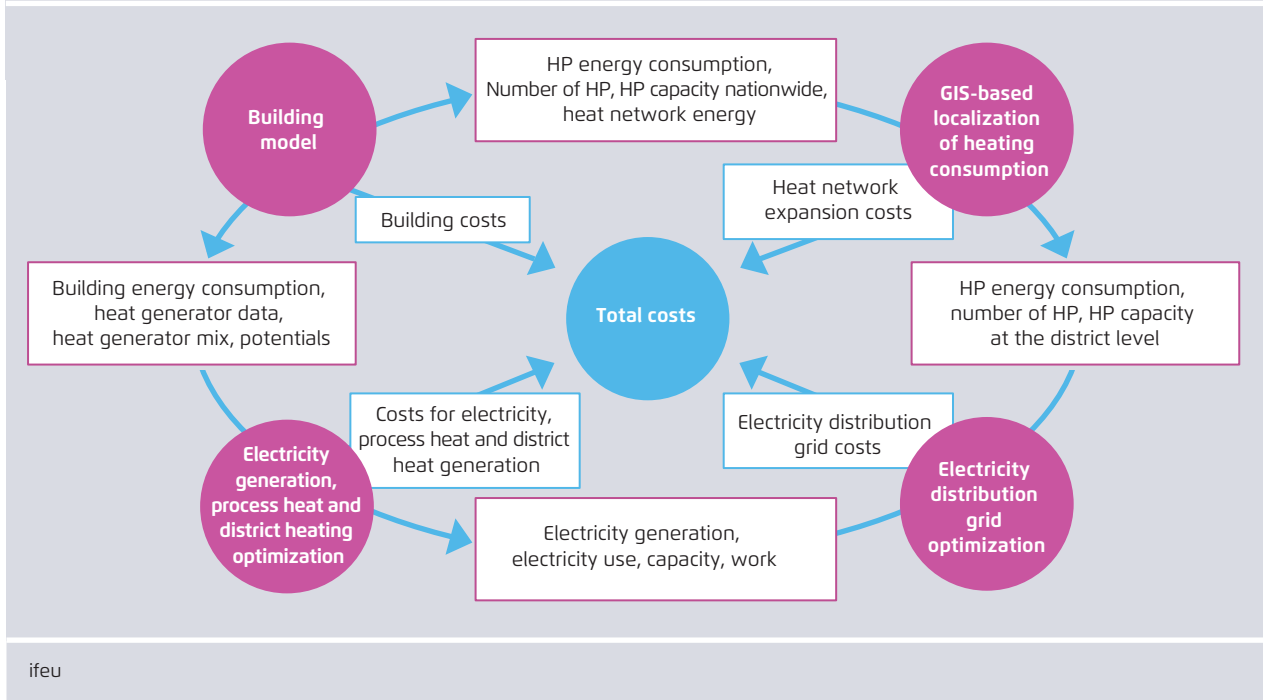 Building
model
HP energy consumption,
Number of HP, HP capacity nationwide,
heat network energy
GIS-based
localization
of heating
consumption
Building costs
Heat network
expansion costs
Building energy consumption,
heat generator data,
heat generator mix, potentials
Total costs
HP energy consumption,
number of HP, HP capacity
at the district level
Costs for electricity,
process heat and district
heat generation
Electricity distribution
grid costs
Electricity
generation,
process heat and
district heating
optimization
Electricity generation,
electricity use, capacity, work
Electricity
distribution
grid
optimization
ifeu